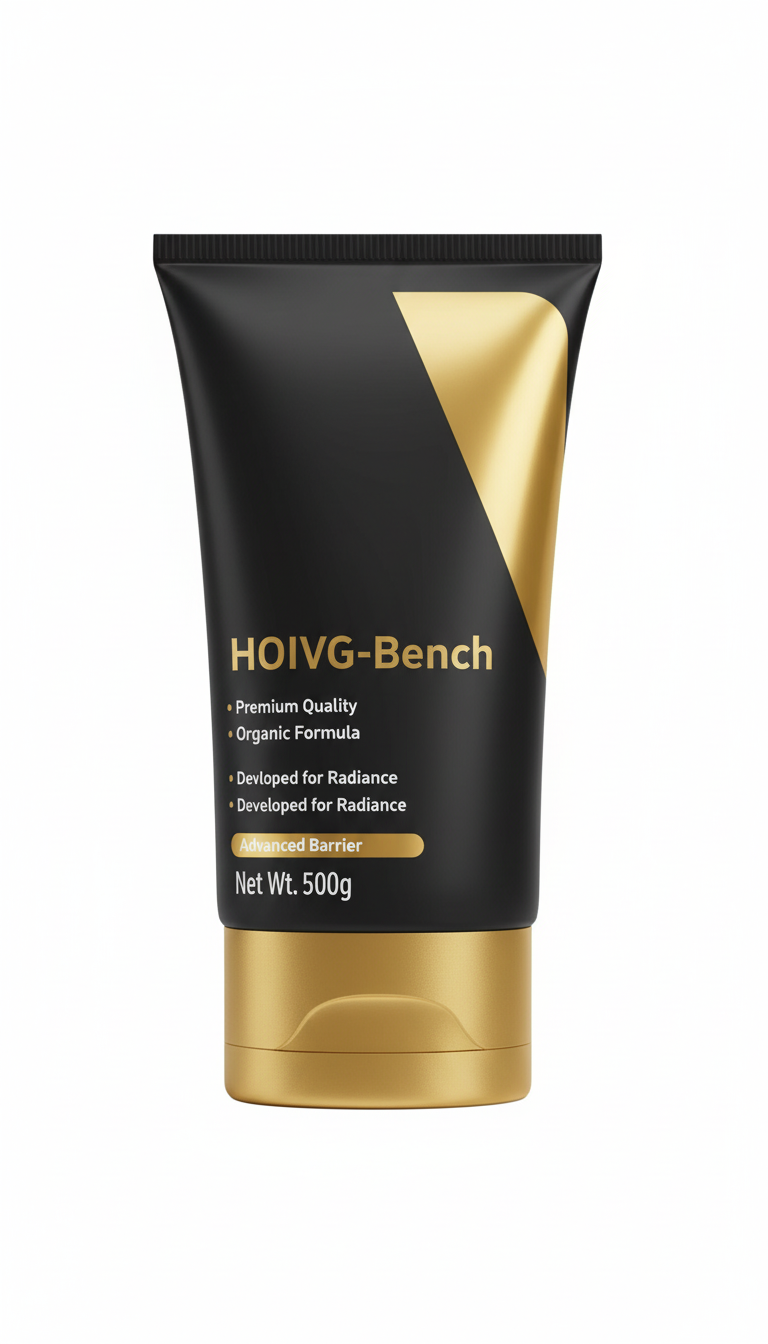 HOIVG-Bench
• Premium Quality
• Organic Formula
• Devloped for Radiance
• Developed for Radiance
Advanced Barrier
Net Wt. 500g